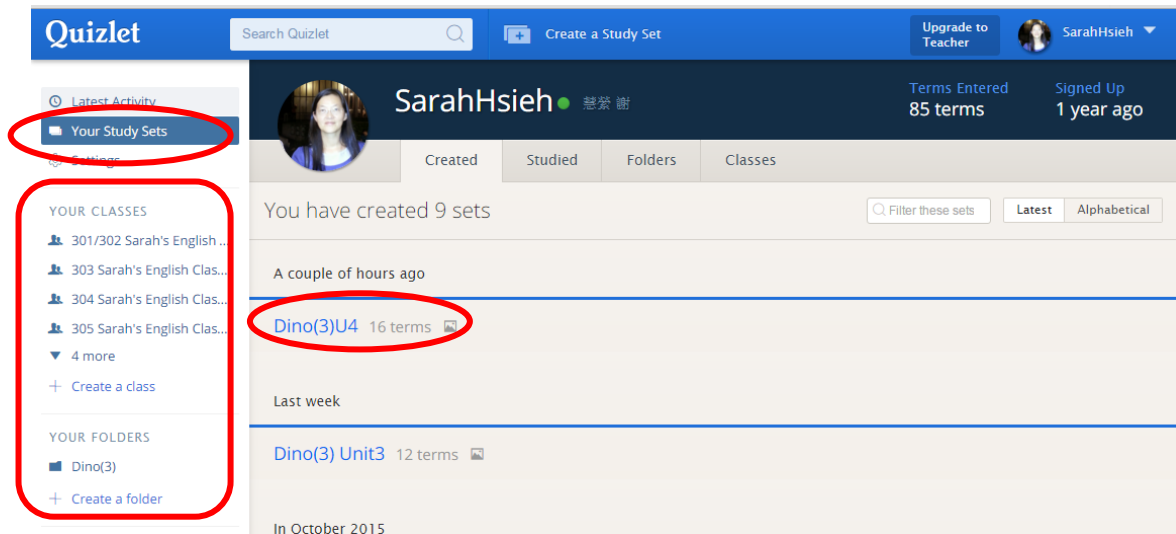 Quizlet
Search Quizlet
Create a Study Set
Upgrade to
Teacher
SarahHsieh
Latest Activity
Your Study Sets
Settings
YOUR CLASSES
301/302 Sarah's English ...
303 Sarah's English Clas...
304 Sarah's English Clas...
305 Sarah's English Clas...
4 more
+ Create a class
YOUR FOLDERS
Dino(3)
+ Create a folder
SarahHsieh 慧縈 謝
Terms Entered
85 terms
Signed Up
1 year ago
Created Studied Folders Classes
You have created 9 sets
Filter these sets
Latest Alphabetical
A couple of hours ago
Dino(3)U4 16 terms
Last week
Dino(3) Unit3 12 terms
In October 2015